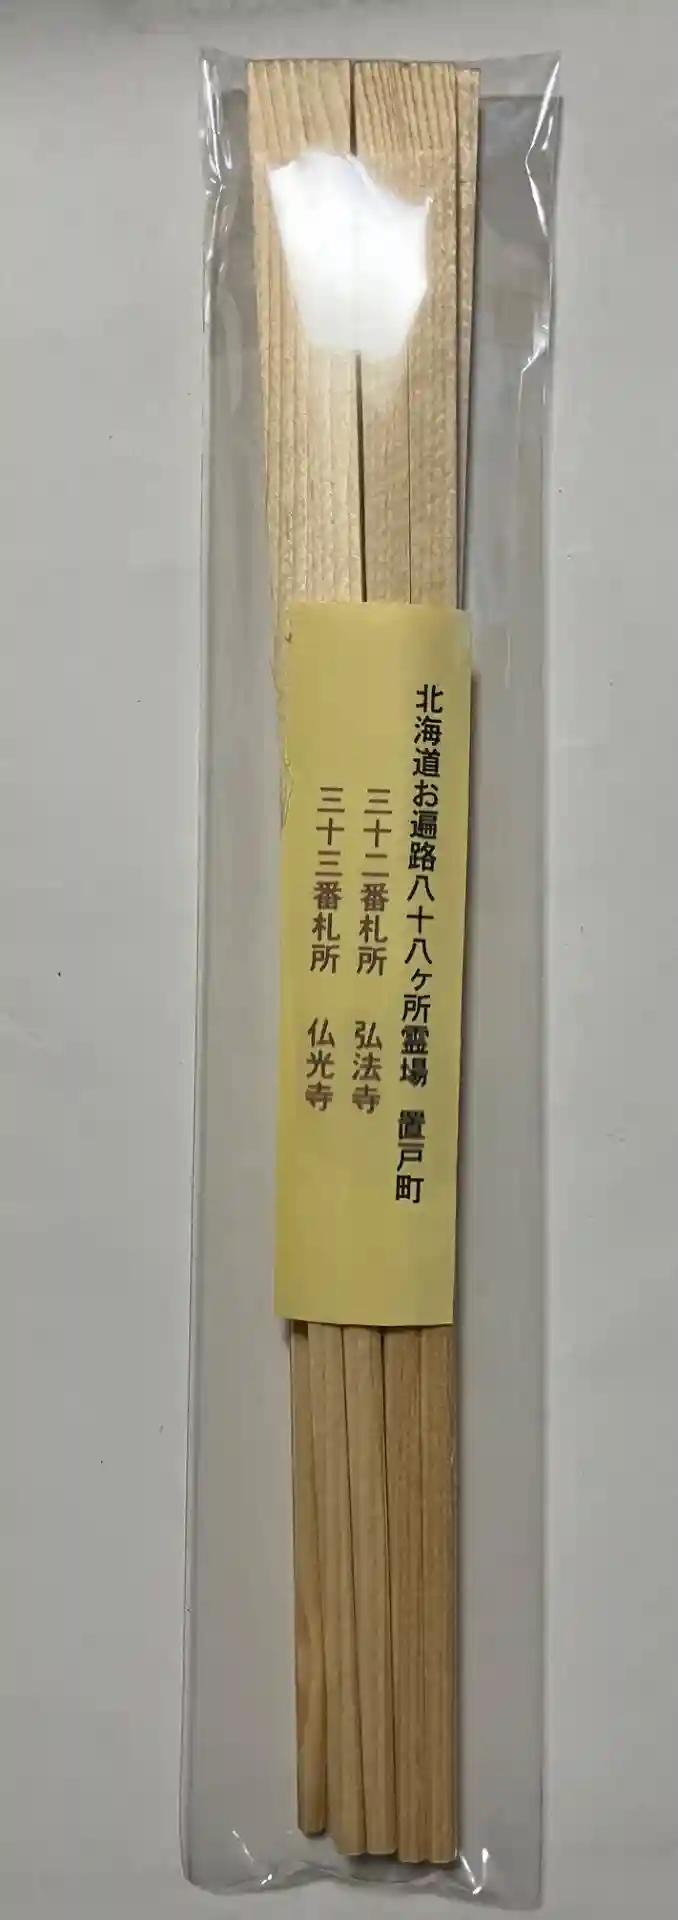 北海道お遍路八十八ヶ所霊場 置戸町
三十二番札所 弘法寺
三十三番札所 仏光寺